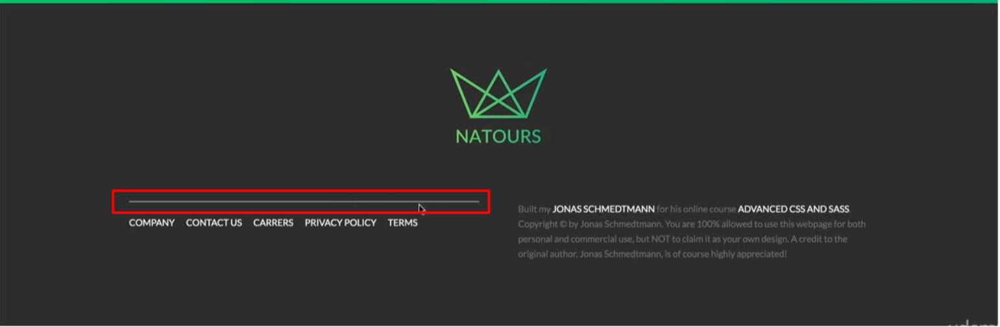 NATOURS
COMPANY CONTACT US CARRERS PRIVACY POLICY TERMS
Built my JONAS SCHMEDTMANN for his online course ADVANCED CSS AND SASS.
Copyright © by Jonas Schmedtmann. You are 100% allowed to use this webpage for both
personal and commercial use, but NOT to claim it as your own design. A credit to the
original author, Jonas Schmedtmann, is of course highly appreciated!